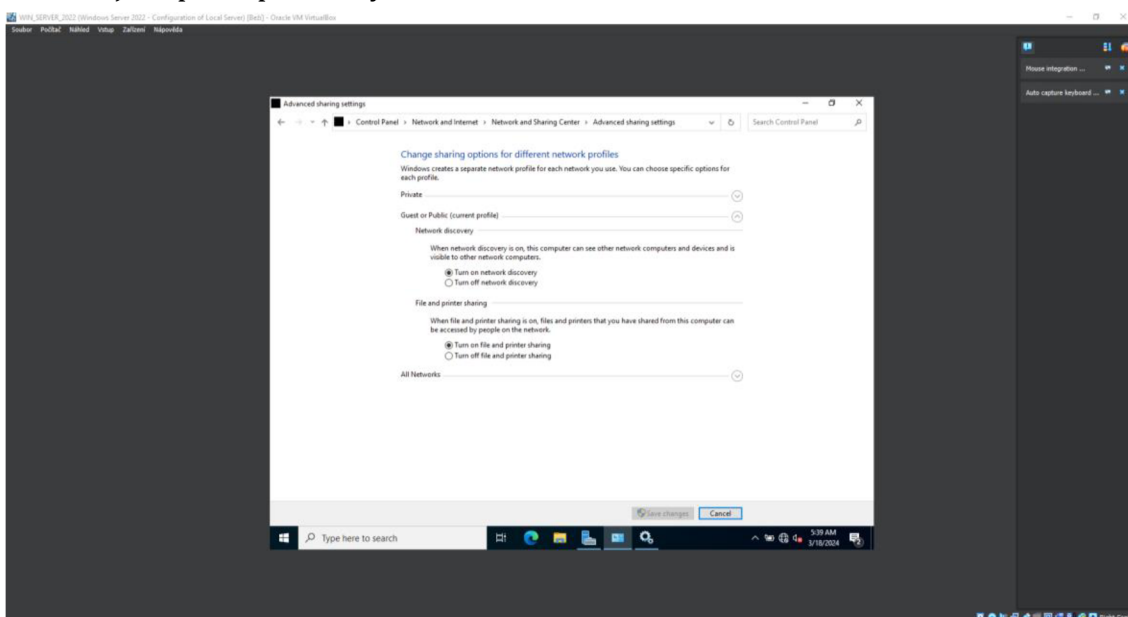 WIN_SERVER_2022 (Windows Server 2022 - Configuration of Local Server) [Běží] - Oracle VM VirtualBox
Soubor Počítač Náhled Vstup Zařízení Nápověda
Mouse integration ...
Auto capture keyboard ...
Advanced sharing settings
Control Panel > Network and Internet > Network and Sharing Center > Advanced sharing settings
Search Control Panel
Change sharing options for different network profiles
Windows creates a separate network profile for each network you use. You can choose specific options for
each profile.
Private
Guest or Public (current profile)
Network discovery
When network discovery is on, this computer can see other network computers and devices and is
visible to other network computers.
Turn on network discovery
Turn off network discovery
File and printer sharing
When file and printer sharing is on, files and printers that you have shared from this computer can
be accessed by people on the network.
Turn on file and printer sharing
Turn off file and printer sharing
All Networks
Save changes Cancel
Type here to search
5:39 AM
3/18/2024